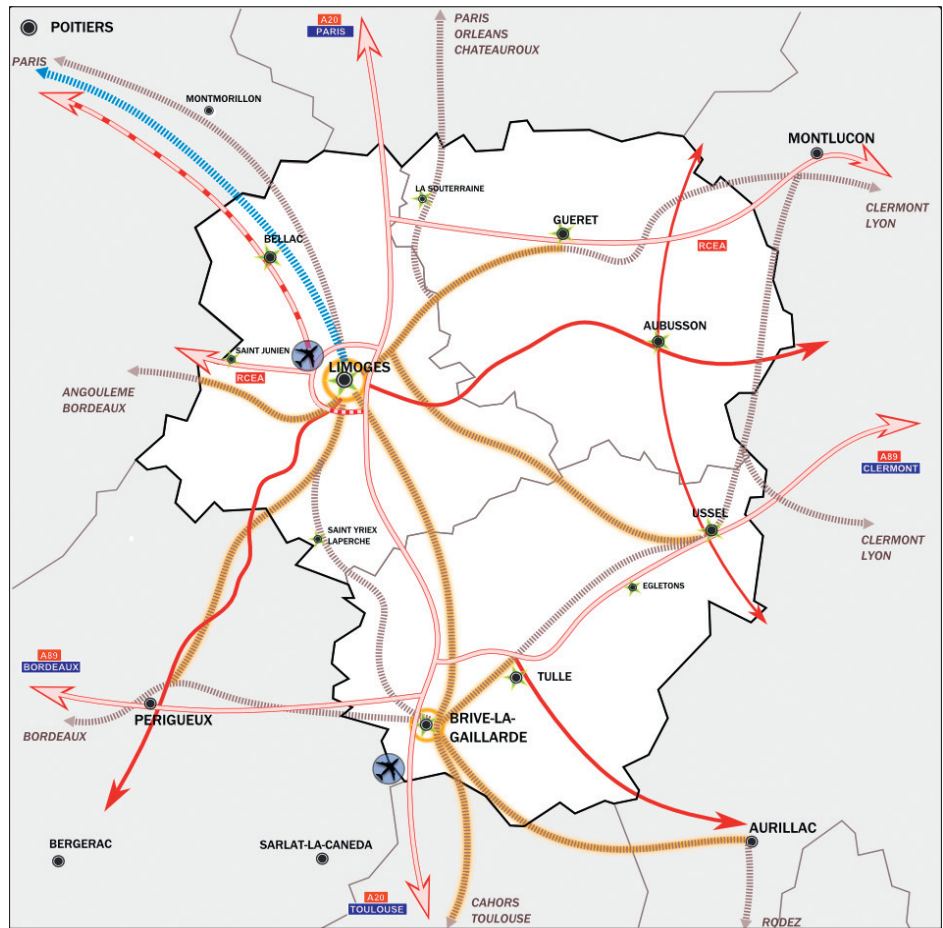 POITIERS
A20
PARIS
PARIS
ORLEANS
CHATEAUROUX
PARIS
MONTMORILLON
MONTLUCON
LA SOUTERRAINE
CLERMONT
LYON
GUERET
BELLAC
RCEA
AUBUSSON
SAINT JUNIEN
LIMOGES
RCEA
ANGOULEME
BORDEAUX
A89
CLERMONT
USSEL
SAINT YRIEX
LAPERCHE
CLERMONT
LYON
EGLETONS
A89
BORDEAUX
TULLE
PERIGUEUX
BRIVE-LA-
GAILLARDE
BORDEAUX
AURILLAC
BERGERAC
SARLAT-LA-CANEDA
A20
TOULOUSE
CAHORS
TOULOUSE
RODEZ